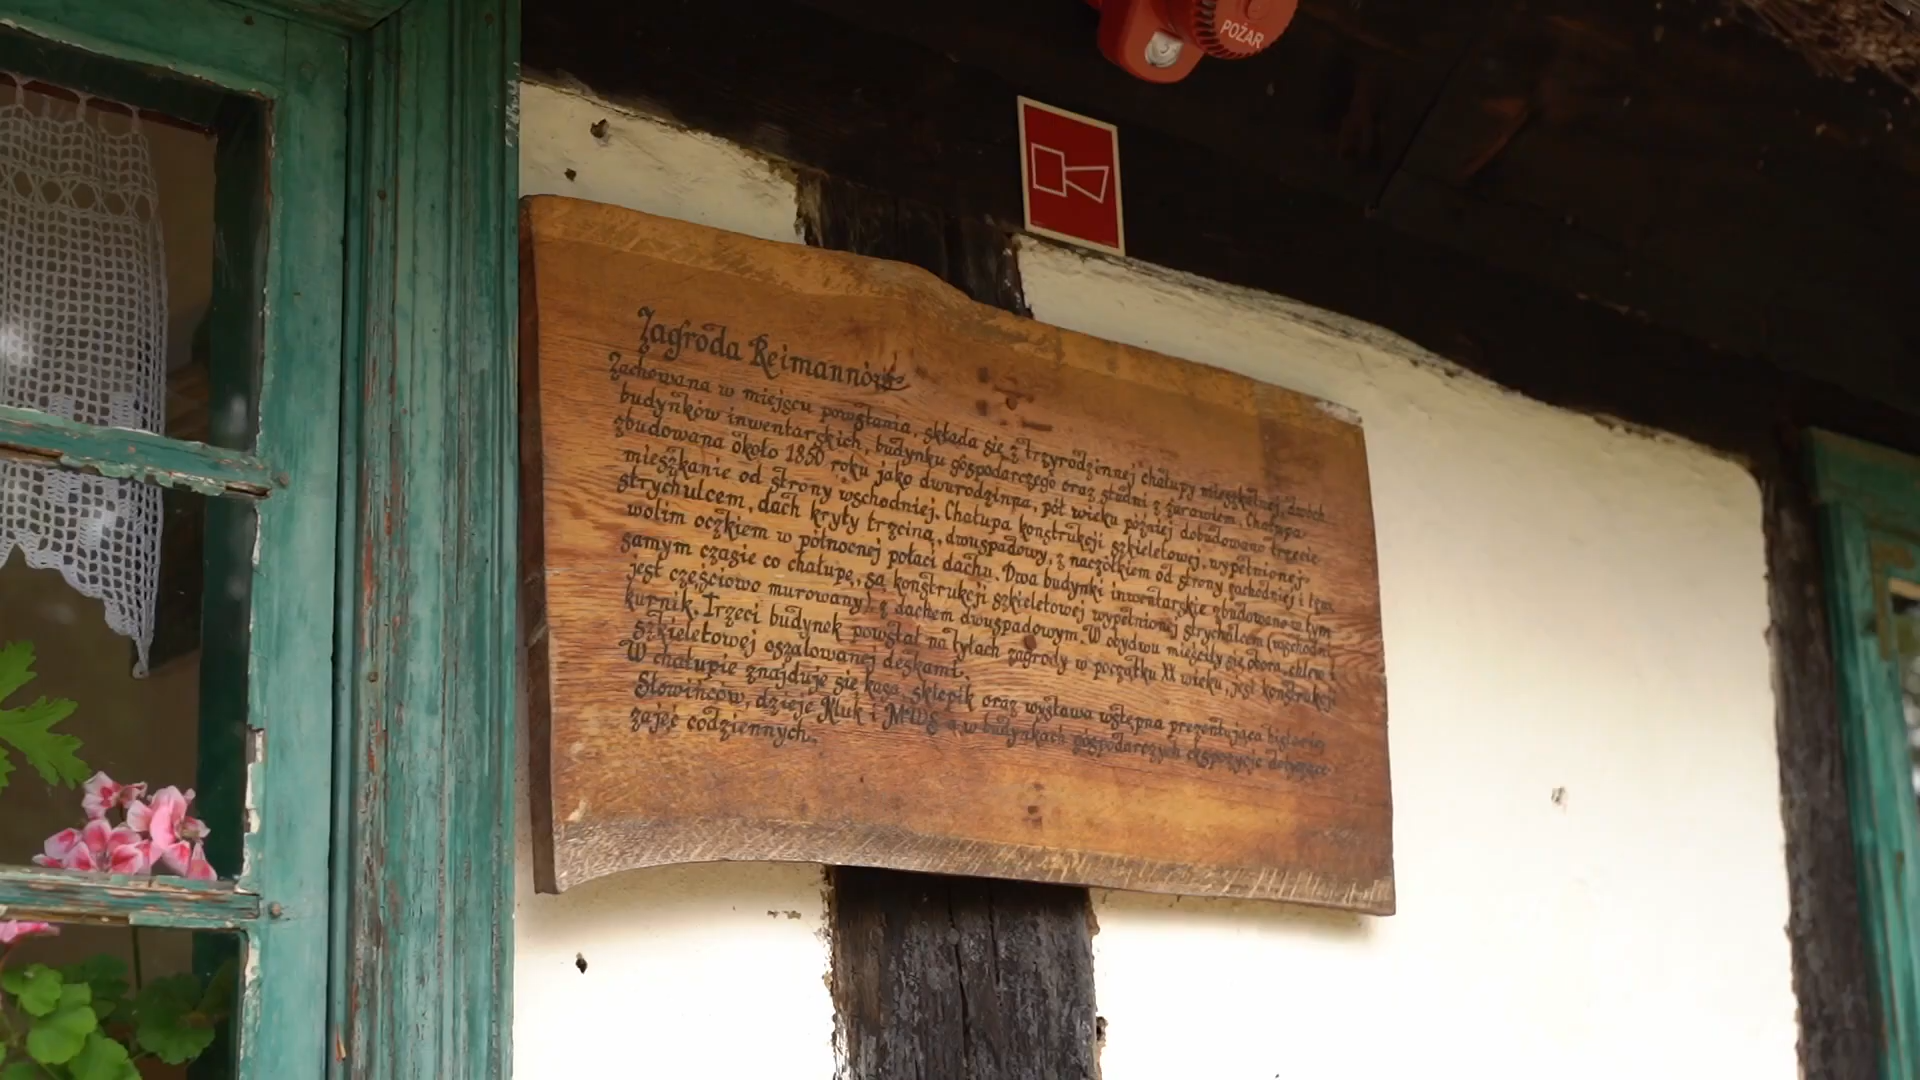 POŻAR
Zagroda Reimannów
Zachowana w miejscu powstania, składa się z trzyrodzinnej chałupy mieszkalnej, dwóch
budynków inwentarskich, budynku gospodarczego oraz studni z żurawiem. Chałupa
zbudowana około 1850 roku jako dwurodzinna, pół wieku później dobudowano trzecie
mieszkanie od strony wschodniej. Chałupa konstrukcji szkieletowej, wypełnionej
strychulcem, dach kryty trzciną, dwuspadowy, z naczółkiem od strony zachodniej i tzw.
wolim oczkiem w północnej połaci dachu. Dwa budynki inwentarskie zbudowano w tym
samym czasie co chałupę, są konstrukcji szkieletowej wypełnionej strychulcem (wschodni
jest częściowo murowany) z dachem dwuspadowym. W obydwu mieściły się obora, chlew i
kurnik. Trzeci budynek powstał na tyłach zagrody w początku XX wieku, jest konstrukcji
szkieletowej oszalowanej deskami.
W chałupie znajduje się kasa, sklepik oraz wystawa wstępna prezentująca historię
Słowińców, dzieje Kluk i MWS a w budynkach gospodarczych ekspozycje dotyczące
zajęć codziennych.